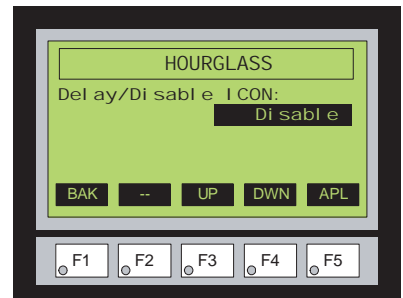 HOURGLASS
Delay/Disable ICON:
Disable
BAK -- UP DWN APL
F1 F2 F3 F4 F5